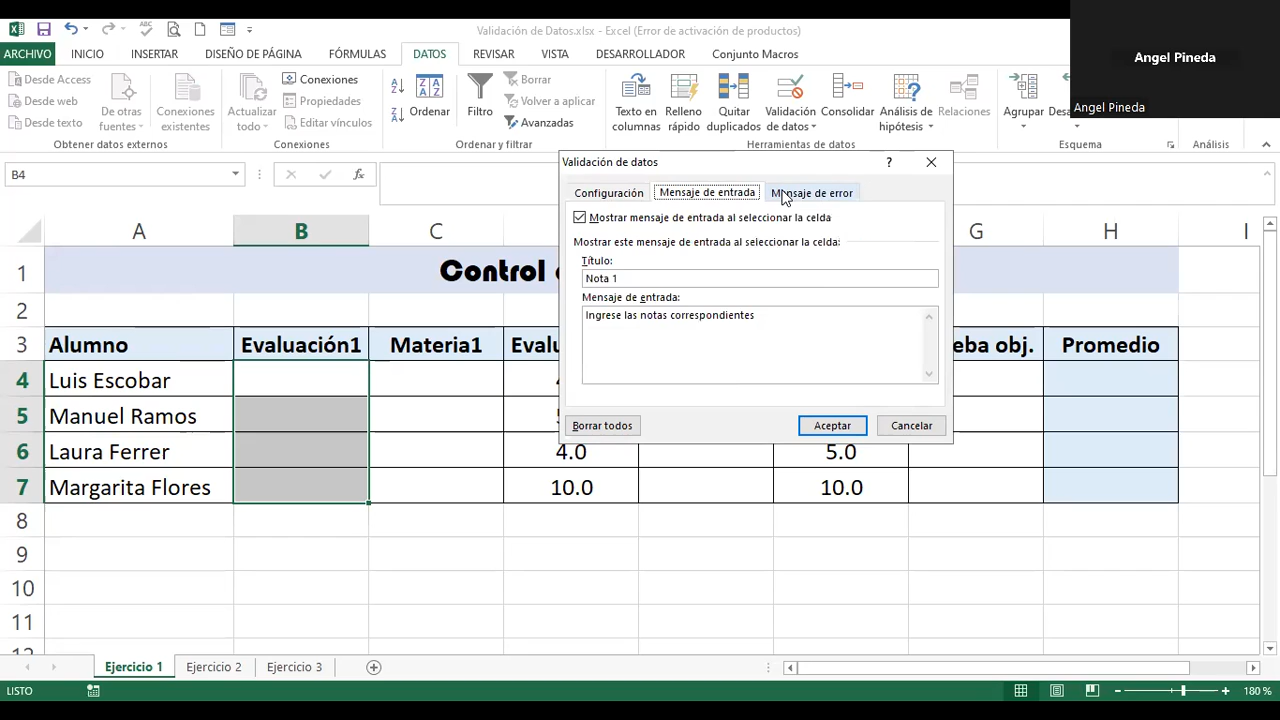 Validación de Datos.xlsx - Excel (Error de activación de productos)
Angel Pineda
Angel Pineda
ARCHIVO INICIO INSERTAR DISEÑO DE PÁGINA FÓRMULAS DATOS REVISAR VISTA DESARROLLADOR Conjunto Macros
Desde Access
Desde web
Desde texto
De otras fuentes
Conexiones existentes
Obtener datos externos
Actualizar todo
Conexiones
Propiedades
Editar vínculos
Conexiones
Ordenar
Filtro
Borrar
Volver a aplicar
Avanzadas
Ordenar y filtrar
Texto en columnas
Relleno rápido
Quitar duplicados
Validación de datos
Consolidar
Análisis de hipótesis
Relaciones
Herramientas de datos
Agrupar
Esquema
Análisis
B4
fx
Validación de datos ?
Configuración Mensaje de entrada Mensaje de error
Mostrar mensaje de entrada al seleccionar la celda
Mostrar este mensaje de entrada al seleccionar la celda:
Título:
Nota 1
Mensaje de entrada:
Ingrese las notas correspondientes
Borrar todos Aceptar Cancelar
A B C G H I
1 Control
2
3 Alumno Evaluación1 Materia1 Promedio
4 Luis Escobar
5 Manuel Ramos
6 Laura Ferrer 4.0 5.0
7 Margarita Flores 10.0 10.0
8
9
10
11
12
Ejercicio 1 Ejercicio 2 Ejercicio 3
LISTO 180 %